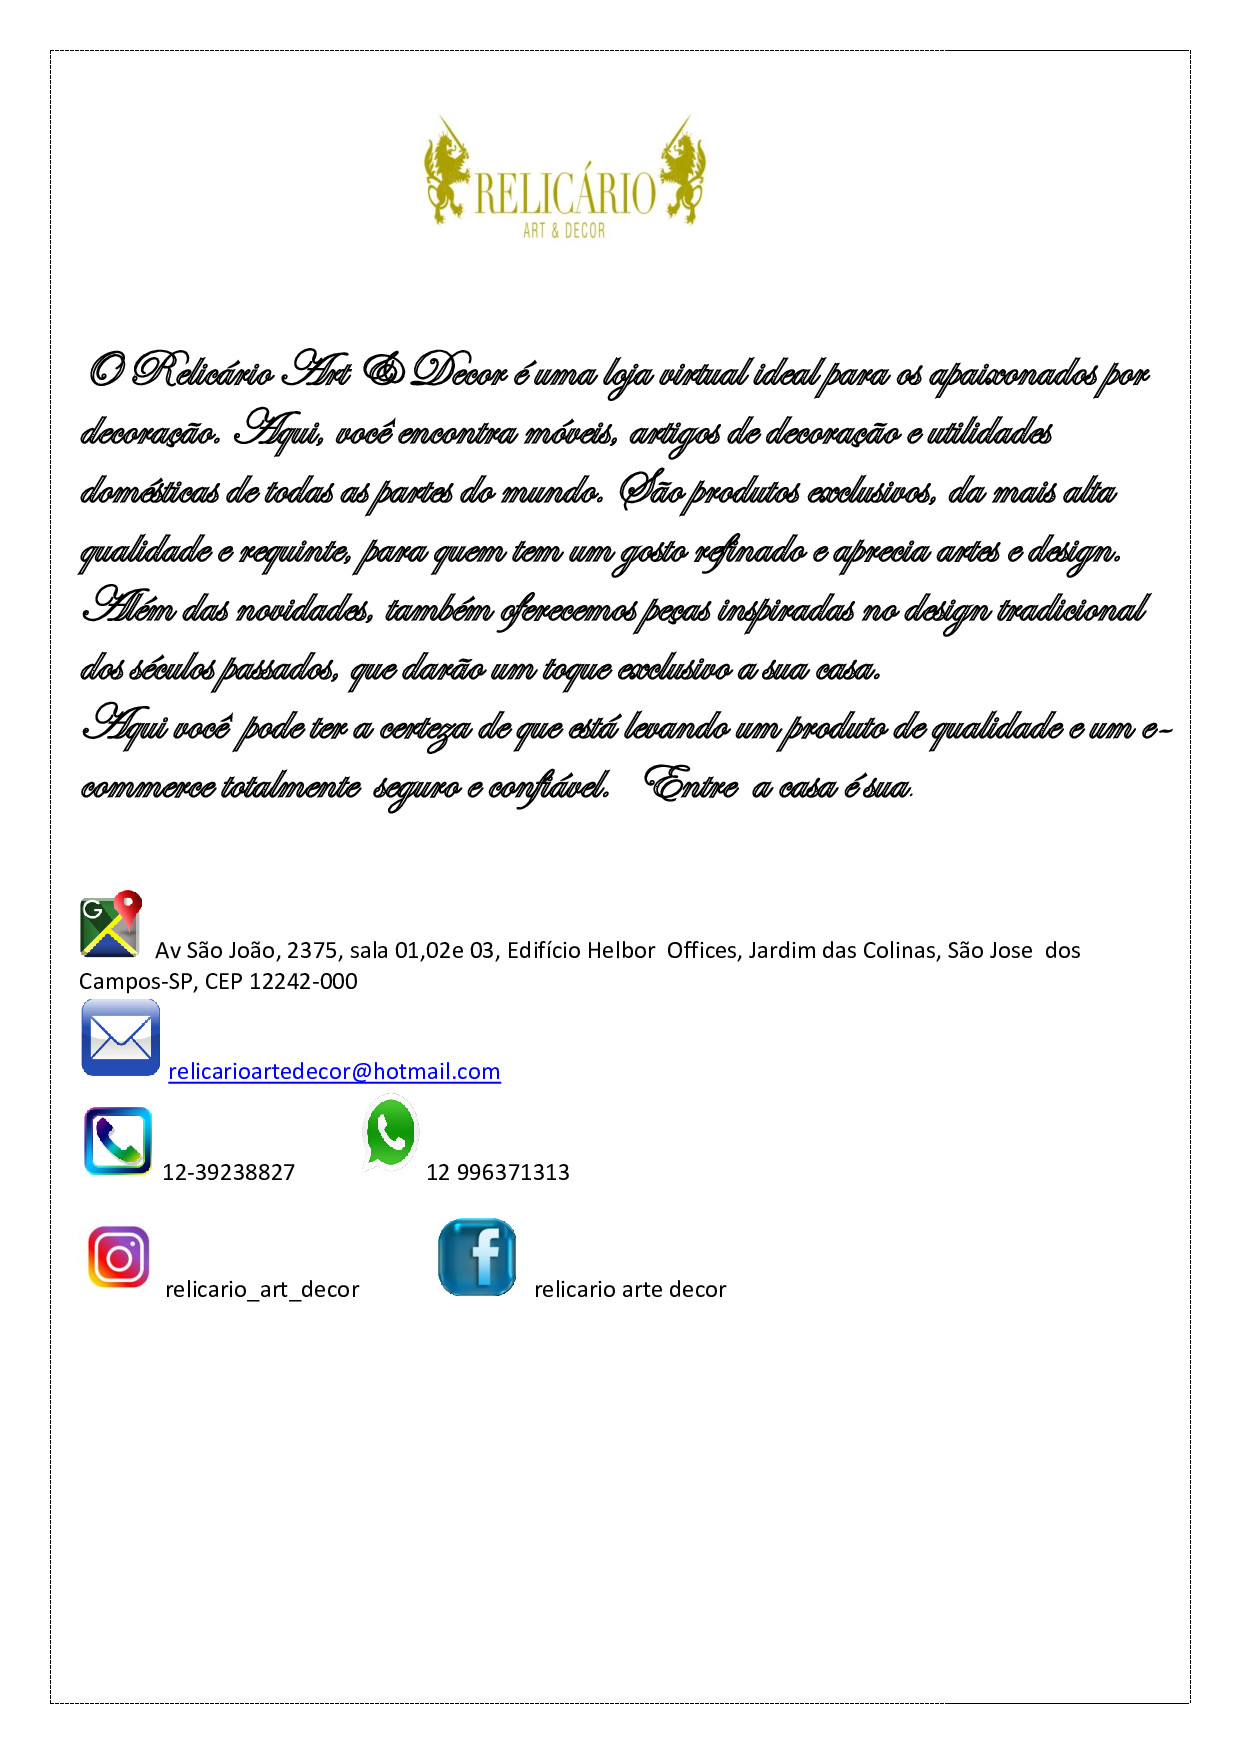 RELICÁRIO
ART & DECOR
O Relicário Art & Decor é uma loja virtual ideal para os apaixonados por
decoração. Aqui, você encontra móveis, artigos de decoração e utilidades
domésticas de todas as partes do mundo. São produtos exclusivos, da mais alta
qualidade e requinte, para quem tem um gosto refinado e aprecia artes e design.
Além das novidades, também oferecemos peças inspiradas no design tradicional
dos séculos passados, que darão um toque exclusivo a sua casa.
Aqui você pode ter a certeza de que está levando um produto de qualidade e um e-
commerce totalmente seguro e confiável. Entre a casa é sua.
G
Av São João, 2375, sala 01,02e 03, Edifício Helbor Offices, Jardim das Colinas, São Jose dos
Campos-SP, CEP 12242-000
relicarioartedecor@hotmail.com
12-39238827 12 996371313
relicario_art_decor f relicario arte decor